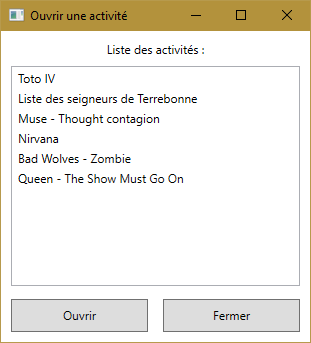 Ouvrir une activité
Liste des activités :
Toto IV
Liste des seigneurs de Terrebonne
Muse - Thought contagion
Nirvana
Bad Wolves - Zombie
Queen - The Show Must Go On
Ouvrir
Fermer